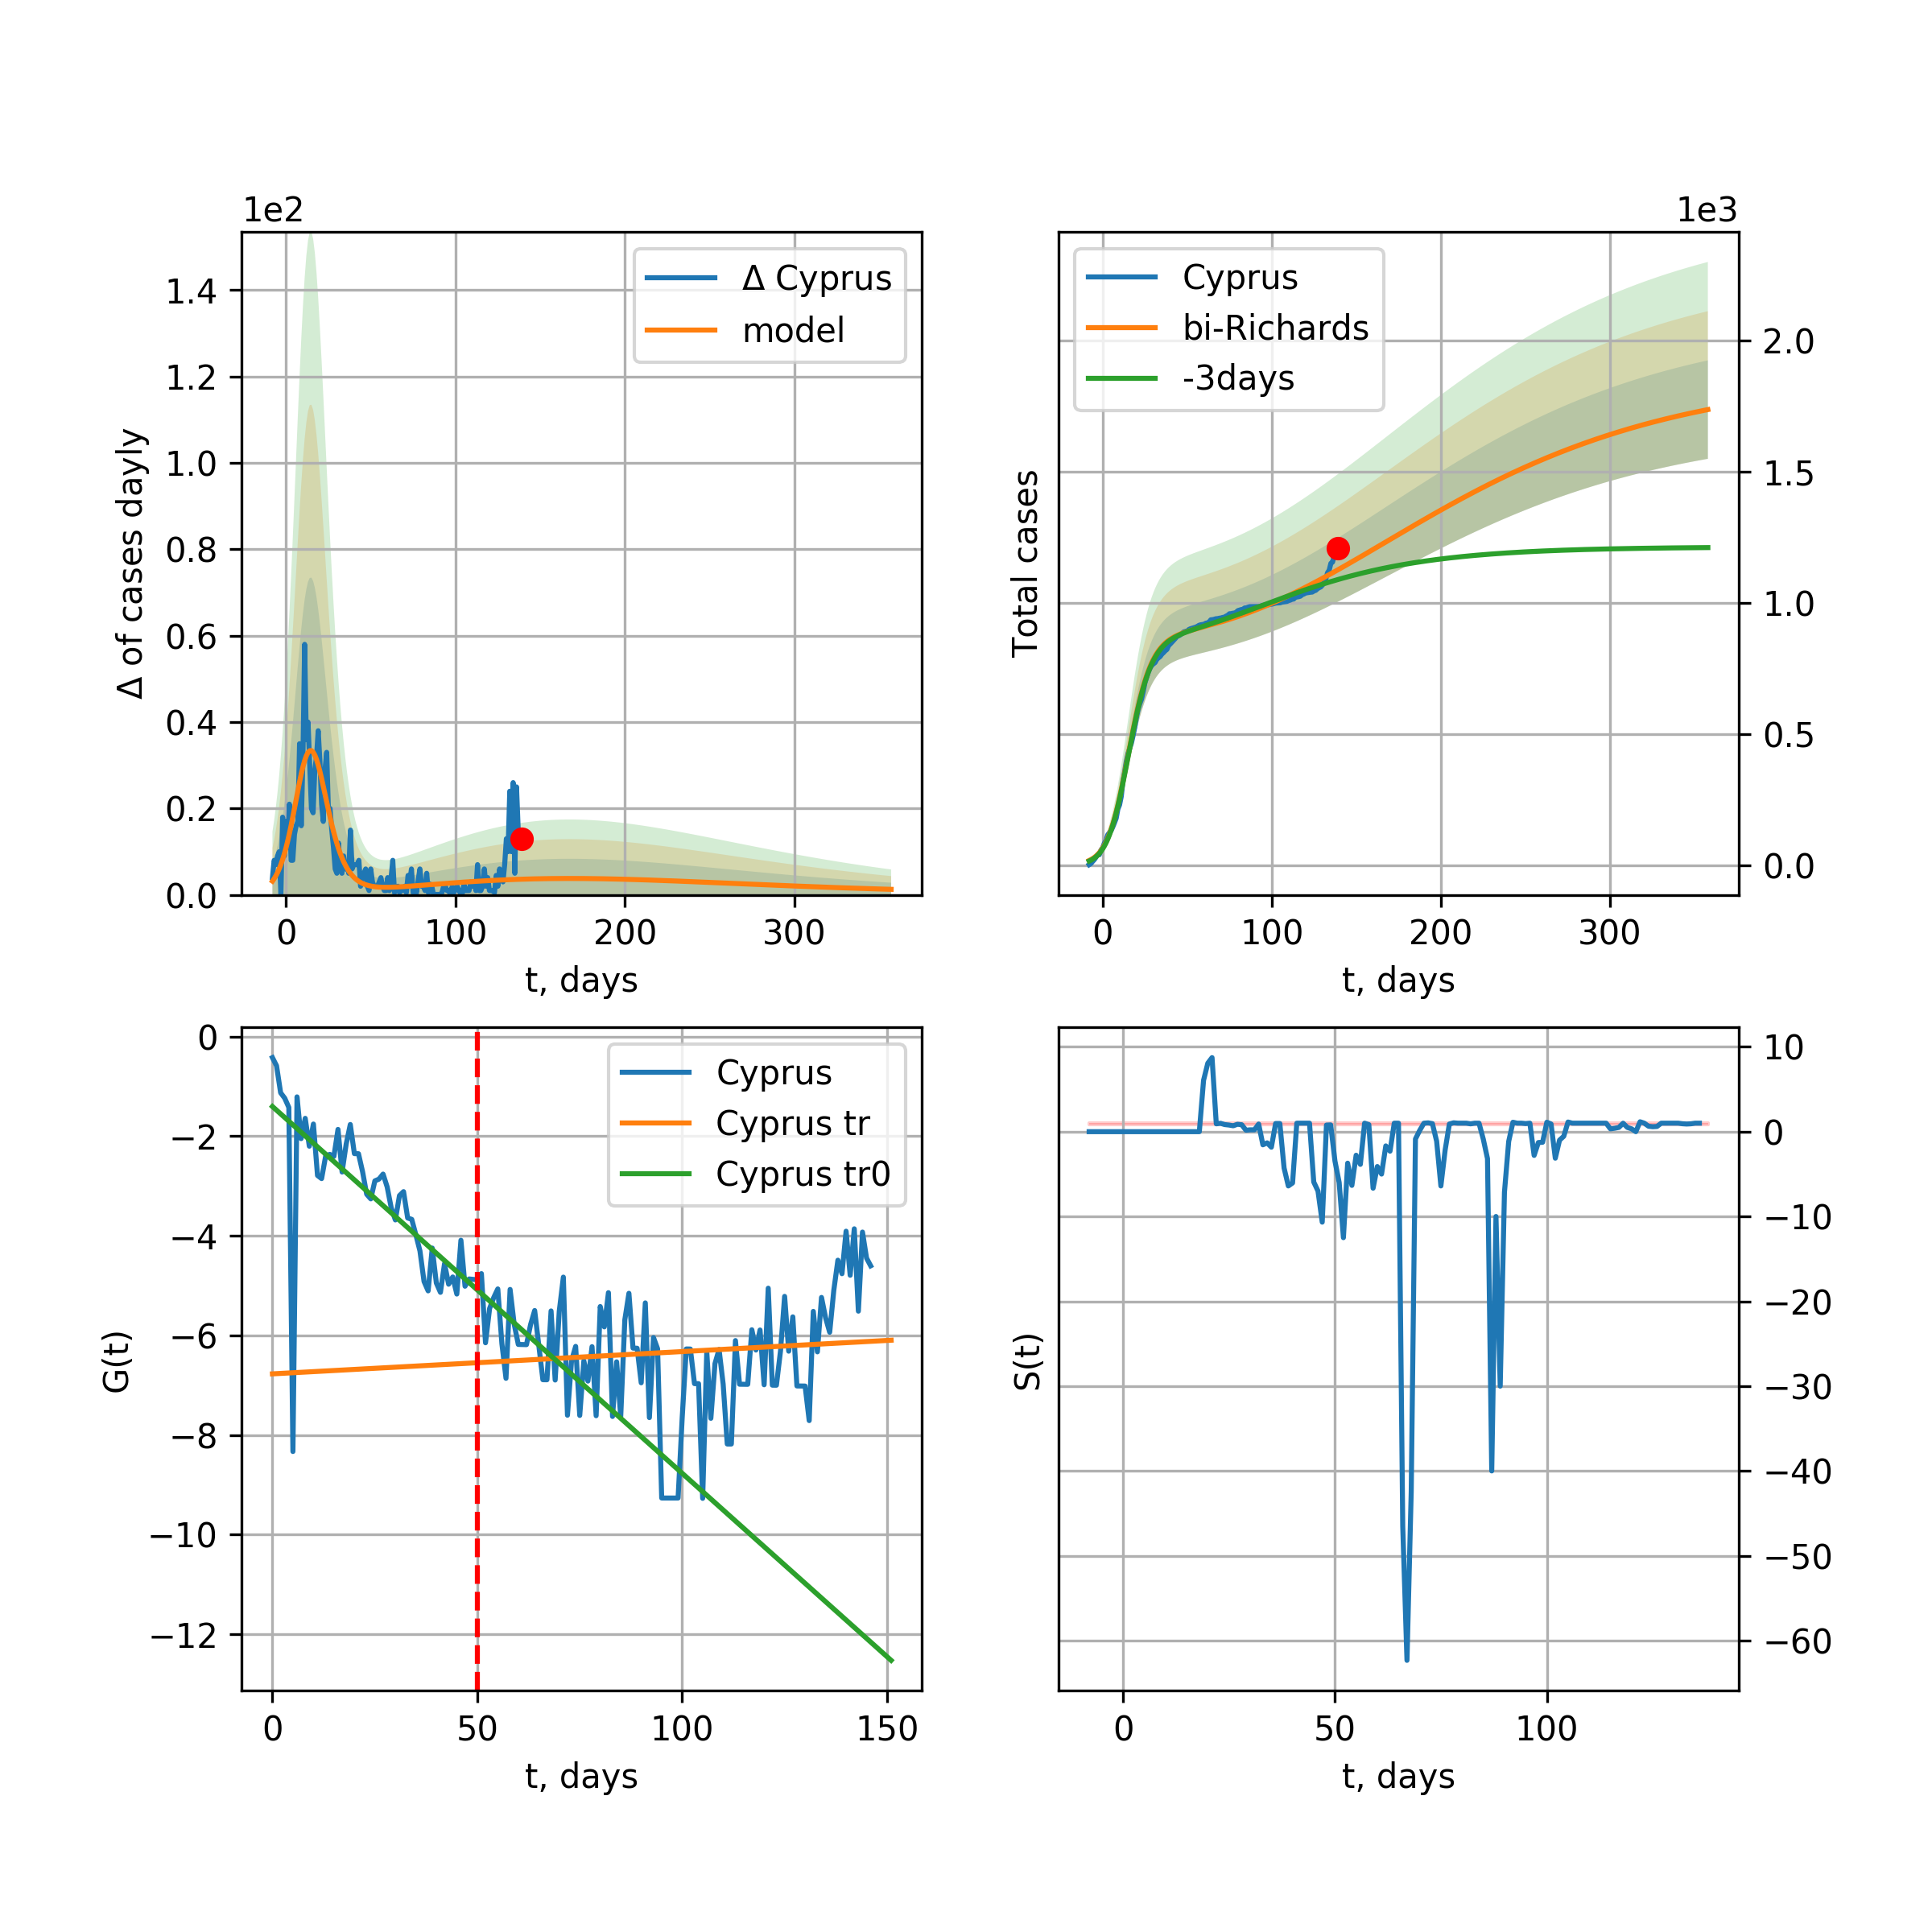 1e2
Δ Cyprus
model
1.4
1.2
1.0
0.8
0.6
0.4
0.2
0.0
Δ of cases dayly
0 100 200 300
t, days
1e3
Cyprus
bi-Richards
-3days
2.0
1.5
1.0
0.5
0.0
Total cases
0 100 200 300
t, days
Cyprus
Cyprus tr
Cyprus tr0
0
−2
−4
−6
−8
−10
−12
G(t)
0 50 100 150
t, days
10
0
−10
−20
−30
−40
−50
−60
S(t)
0 50 100
t, days